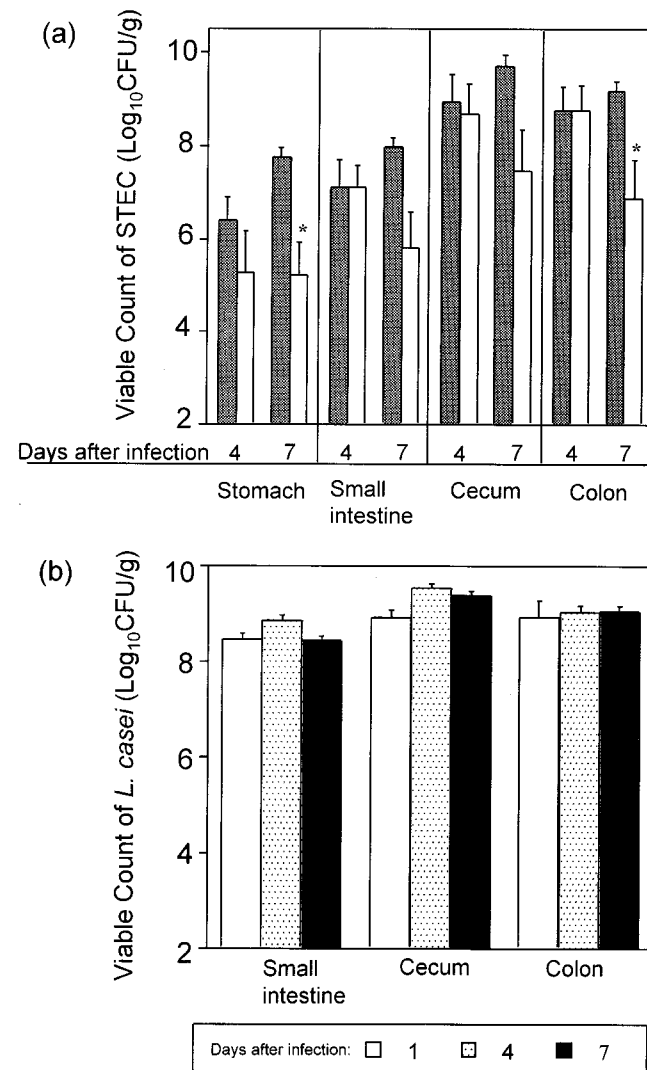 (a)
Viable Count of STEC (Log10CFU/g)
10
8
6
4
2
*
*
Days after infection 4 7 4 7 4 7 4 7
Stomach Small intestine Cecum Colon
(b)
Viable Count of L. casei (Log10CFU/g)
10
8
6
4
2
Small intestine Cecum Colon
Days after infection: 1 4 7